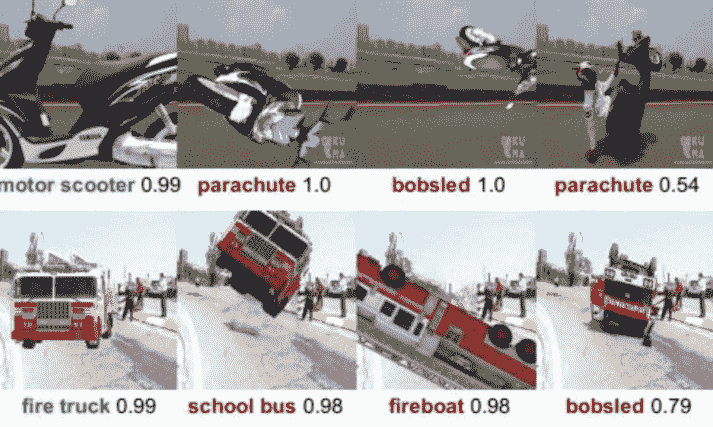 motor scooter 0.99 parachute 1.0 bobsled 1.0 parachute 0.54
fire truck 0.99 school bus 0.98 fireboat 0.98 bobsled 0.79